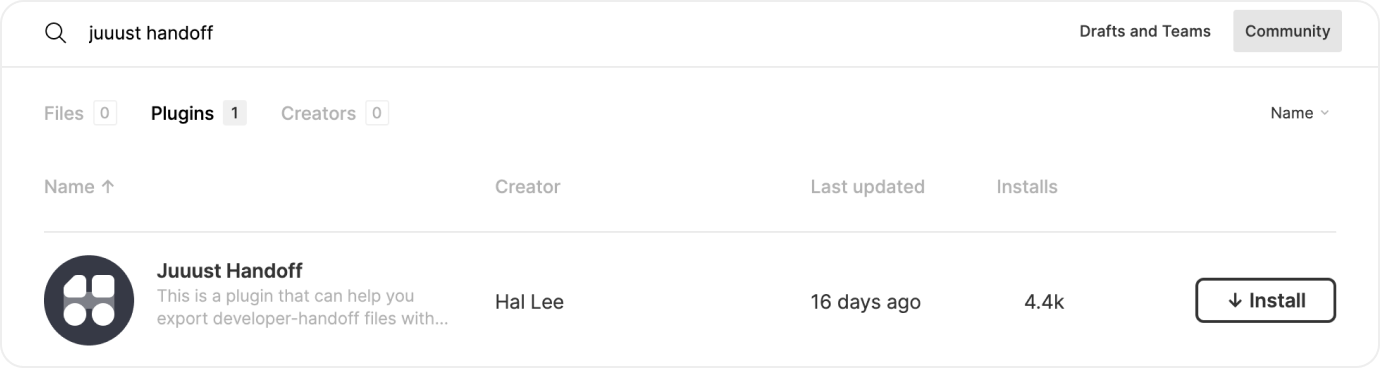 juuust handoff Drafts and Teams Community
Files 0 Plugins 1 Creators 0 Name
Name ↑ Creator Last updated Installs
Juuust Handoff
This is a plugin that can help you
export developer-handoff files with...
Hal Lee 16 days ago 4.4k ↓ Install